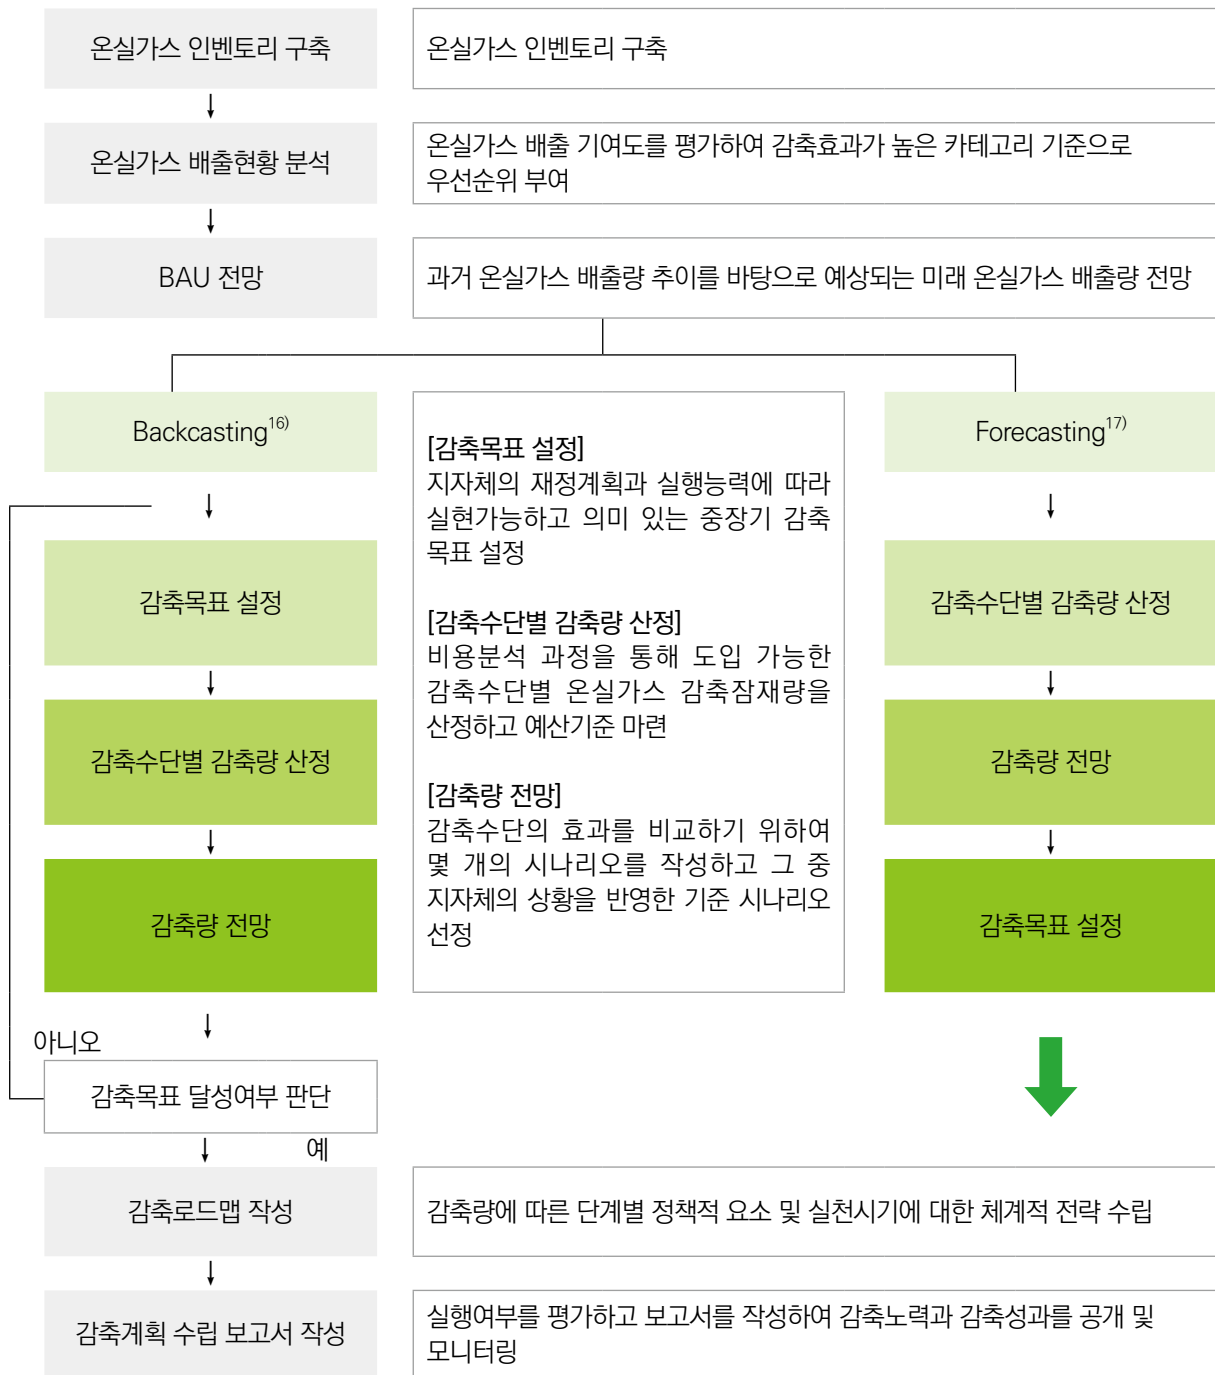 온실가스 인벤토리 구축
온실가스 인벤토리 구축
온실가스 배출현황 분석
온실가스 배출 기여도를 평가하여 감축효과가 높은 카테고리 기준으로
우선순위 부여
BAU 전망
과거 온실가스 배출량 추이를 바탕으로 예상되는 미래 온실가스 배출량 전망
Backcasting16)
감축목표 설정
감축수단별 감축량 산정
감축량 전망
[감축목표 설정]
지자체의 재정계획과 실행능력에 따라
실현가능하고 의미 있는 중장기 감축
목표 설정
[감축수단별 감축량 산정]
비용분석 과정을 통해 도입 가능한
감축수단별 온실가스 감축잠재량을
산정하고 예산기준 마련
[감축량 전망]
감축수단의 효과를 비교하기 위하여
몇 개의 시나리오를 작성하고 그 중
지자체의 상황을 반영한 기준 시나리오
선정
Forecasting17)
감축수단별 감축량 산정
감축량 전망
감축목표 설정
아니오
감축목표 달성여부 판단
예
감축로드맵 작성
감축량에 따른 단계별 정책적 요소 및 실천시기에 대한 체계적 전략 수립
감축계획 수립 보고서 작성
실행여부를 평가하고 보고서를 작성하여 감축노력과 감축성과를 공개 및
모니터링